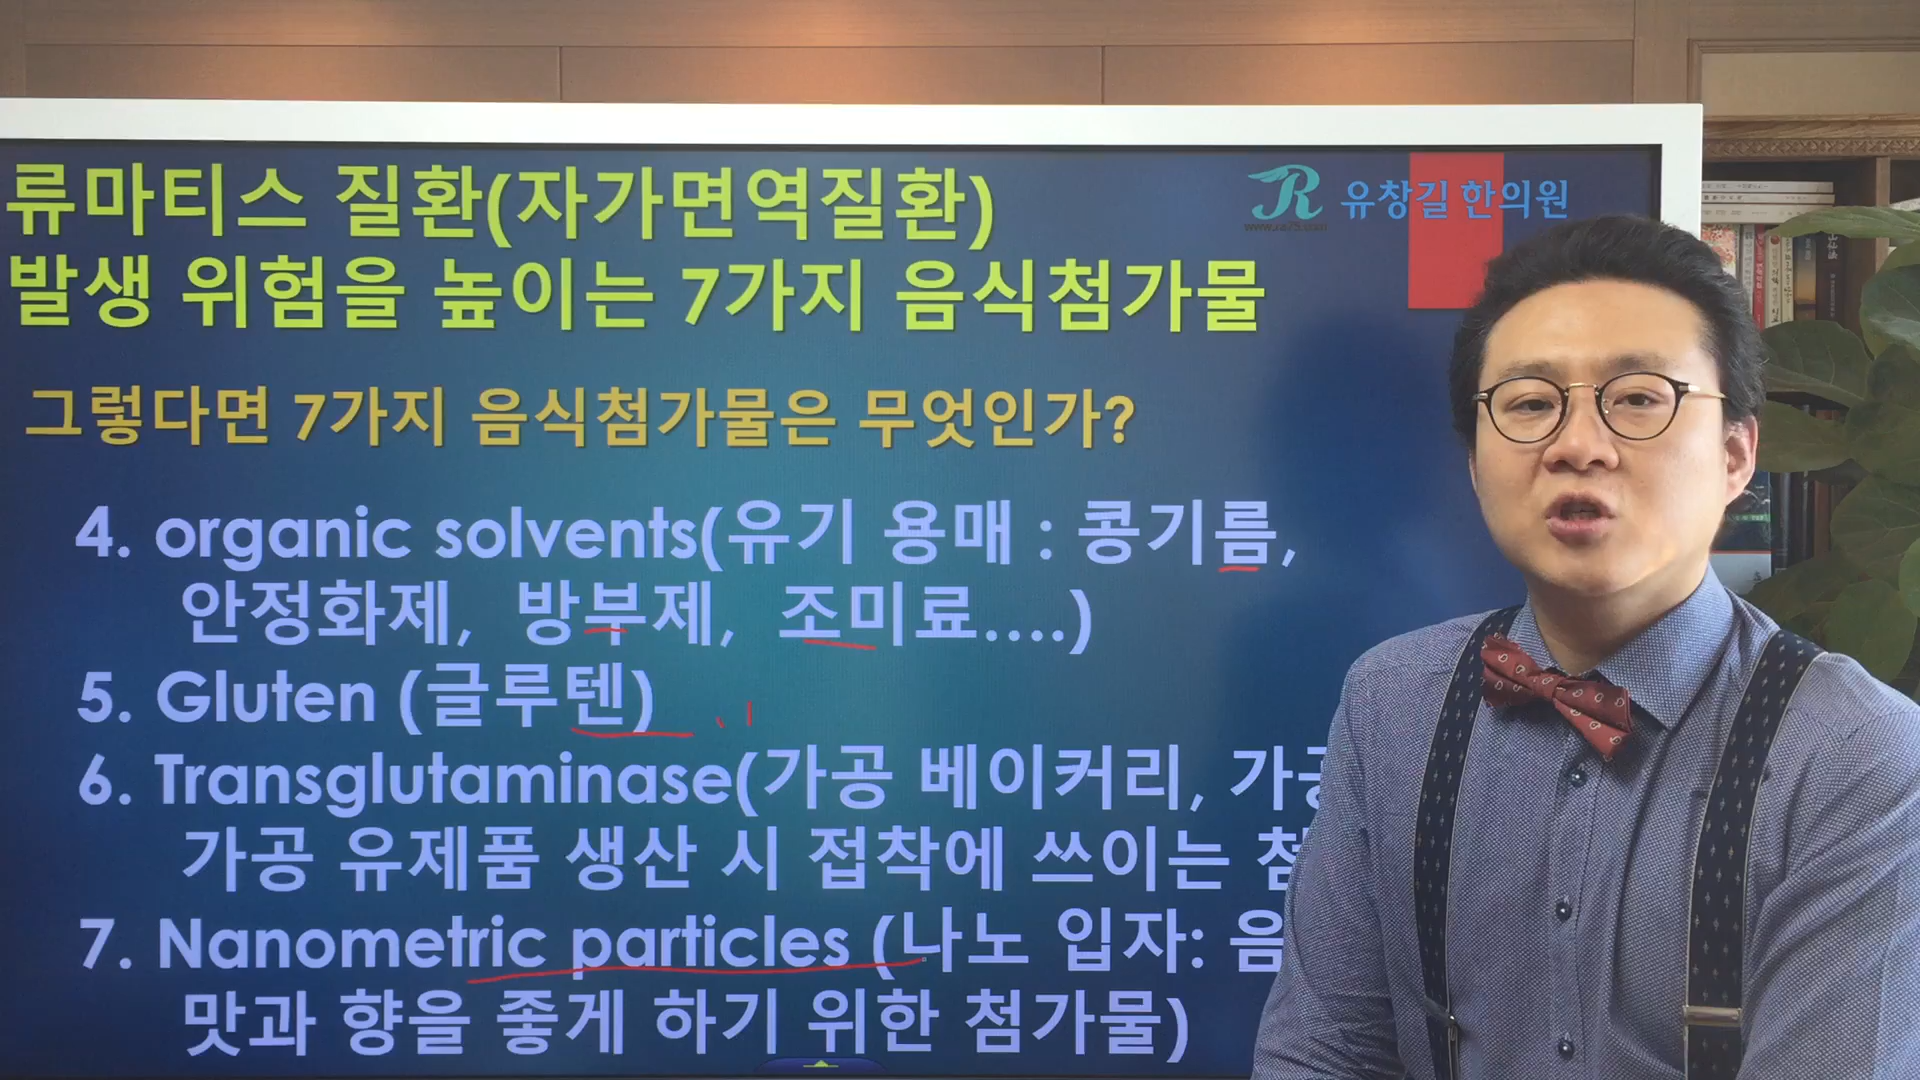 류마티스 질환(자가면역질환)
발생 위험을 높이는 7가지 음식첨가물
유창길 한의원
그렇다면 7가지 음식첨가물은 무엇인가?
4. organic solvents(유기 용매 : 콩기름,
안정화제, 방부제, 조미료....)
5. Gluten (글루텐)
6. Transglutaminase(가공 베이커리,
가공 유제품 생산 시 접착에 쓰이는
7. Nanometric particles (나노 입자:
맛과 향을 좋게 하기 위한 첨가물)